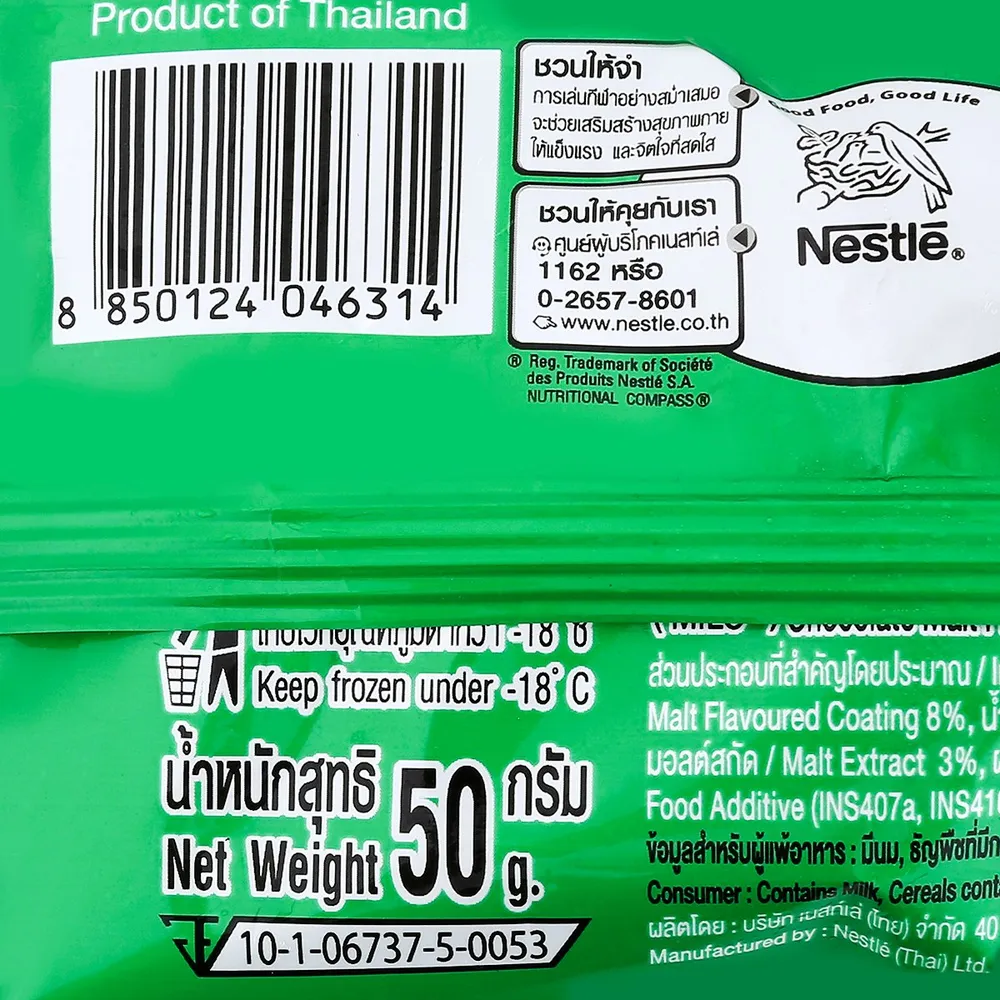 Product of Thailand
8 850124 046314
ชวนให้จำ
การเล่นกีฬาอย่างสม่ำเสมอ
จะช่วยเสริมสร้างสุขภาพกาย
ให้แข็งแรง และจิตใจที่สดใส
Good Food, Good Life
Nestlé®
ชวนให้คุยกับเรา
ศูนย์ผู้บริโภคเนสท์เล่
1162 หรือ
0-2657-8601
www.nestle.co.th
® Reg. Trademark of Société
des Produits Nestlé S.A.
NUTRITIONAL COMPASS®
-18 ซ
Keep frozen under -18° C
น้ำหนักสุทธิ 50 กรัม
Net Weight g.
10-1-06737-5-0053
ส่วนประกอบที่สำคัญโดยประมาณ /
Malt Flavoured Coating 8%,
มอลต์สกัด / Malt Extract 3%,
Food Additive (INS407a,
ข้อมูลสำหรับผู้แพ้อาหาร : มีนม,
Consumer : Contains Milk, Cereals
ผลิตโดย : บริษัท เนสท์เล่ (ไทย) จำกัด
Manufactured by : Nestlé (Thai) Ltd.